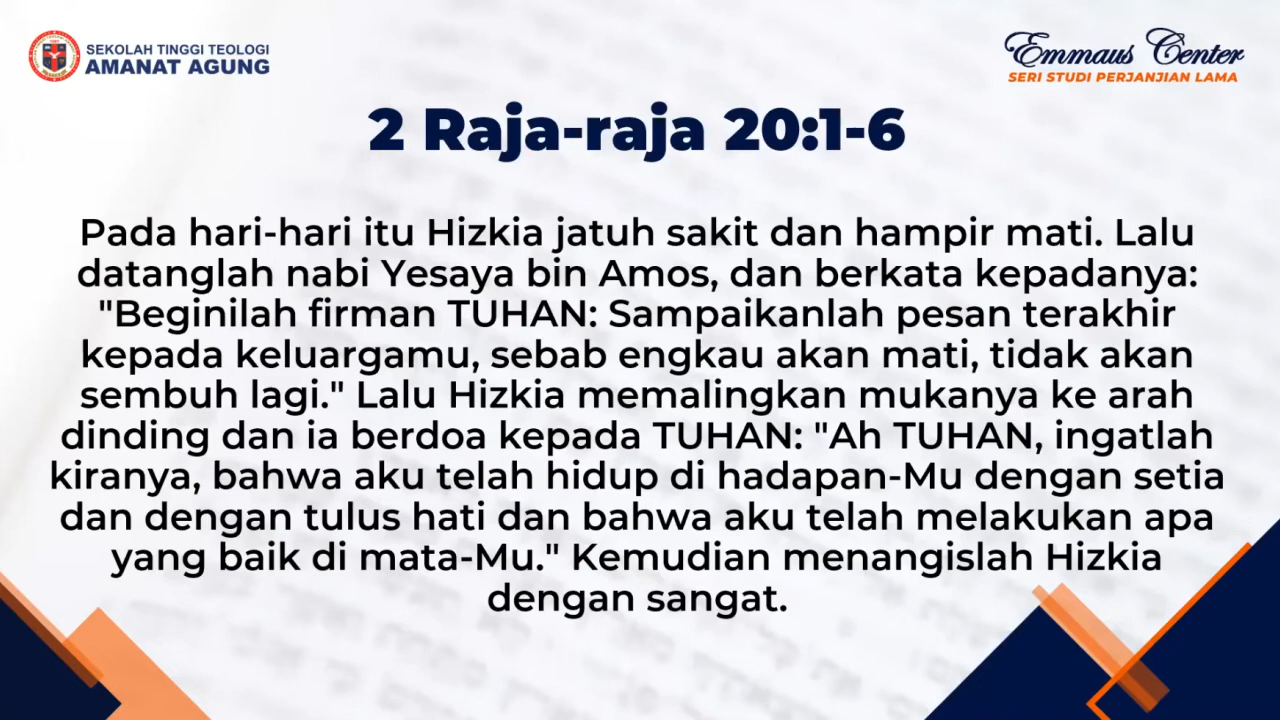 SEKOLAH TINGGI TEOLOGI
AMANAT AGUNG
Emmaus Center
SERI STUDI PERJANJIAN LAMA
2 Raja-raja 20:1-6
Pada hari-hari itu Hizkia jatuh sakit dan hampir mati. Lalu
datanglah nabi Yesaya bin Amos, dan berkata kepadanya:
"Beginilah firman TUHAN: Sampaikanlah pesan terakhir
kepada keluargamu, sebab engkau akan mati, tidak akan
sembuh lagi." Lalu Hizkia memalingkan mukanya ke arah
dinding dan ia berdoa kepada TUHAN: "Ah TUHAN, ingatlah
kiranya, bahwa aku telah hidup di hadapan-Mu dengan setia
dan dengan tulus hati dan bahwa aku telah melakukan apa
yang baik di mata-Mu." Kemudian menangislah Hizkia
dengan sangat.